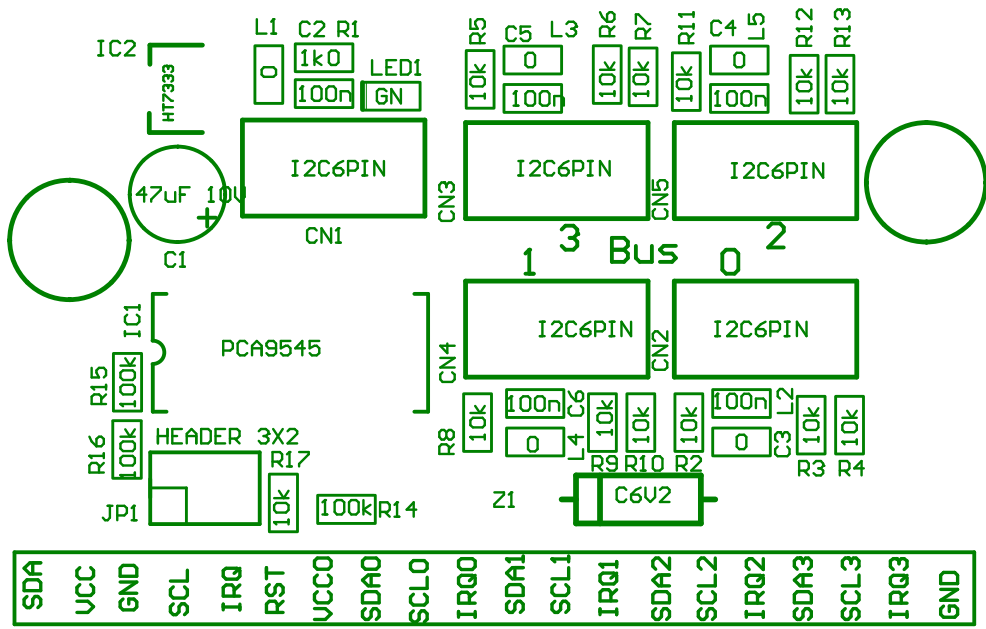 IC2
HT7333
L1
C2
R1
1k0
0
100n
LED1
GN
R5
10k
C5
0
100n
L3
R6
10k
R7
10k
R11
10k
C4
0
100n
L5
R12
10k
R13
10k
I2C6PIN
CN1
I2C6PIN
CN3
I2C6PIN
CN5
47uF 10V
+
C1
3
Bus
2
1
0
IC1
PCA9545
I2C6PIN
CN4
I2C6PIN
CN2
R15
100k
R16
100k
HEADER 3X2
JP1
R17
10k
100k
R14
R8
10k
100n
C6
0
L4
10k
R9
10k
R10
10k
R2
100n
L2
0
C3
10k
R3
10k
R4
Z1
C6V2
SDA
VCC
GND
SCL
IRQ
RST
VCC0
SDA0
SCL0
IRQ0
SDA1
SCL1
IRQ1
SDA2
SCL2
IRQ2
SDA3
SCL3
IRQ3
GND